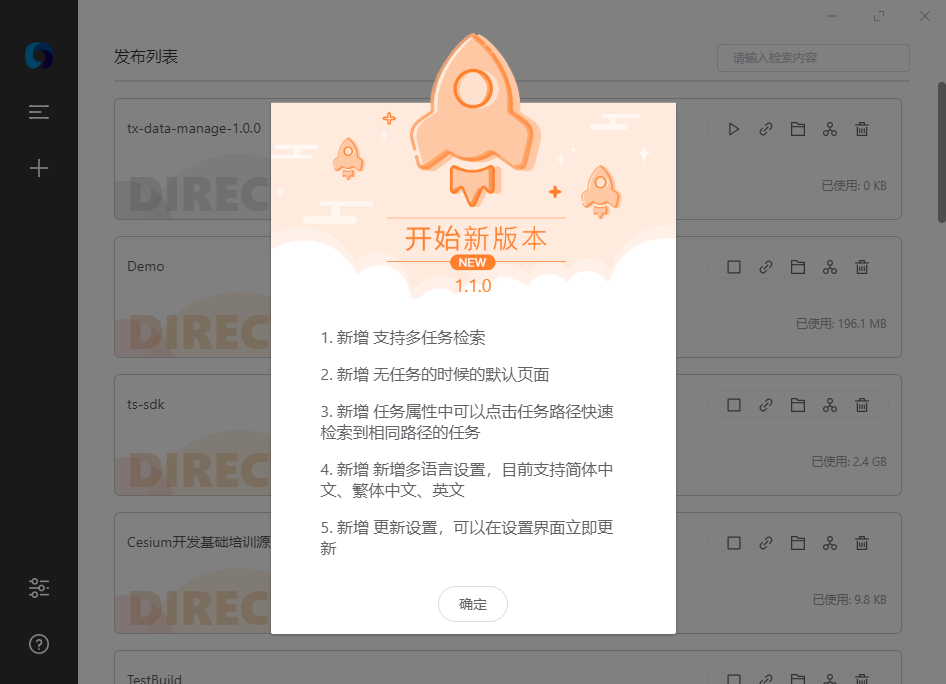 发布列表
请输入检索内容
tx-data-manage-1.0.0
已使用: 0 KB
DIREC
Demo
已使用: 196.1 MB
DIREC
ts-sdk
已使用: 2.4 GB
DIREC
Cesium开发基础培训源
已使用: 9.8 KB
DIREC
TestBuild
开始新版本
NEW
1.1.0
1. 新增 支持多任务检索
2. 新增 无任务的时候的默认页面
3. 新增 任务属性中可以点击任务路径快速
检索到相同路径的任务
4. 新增 新增多语言设置，目前支持简体中
文、繁体中文、英文
5. 新增 更新设置，可以在设置界面立即更
新
确定